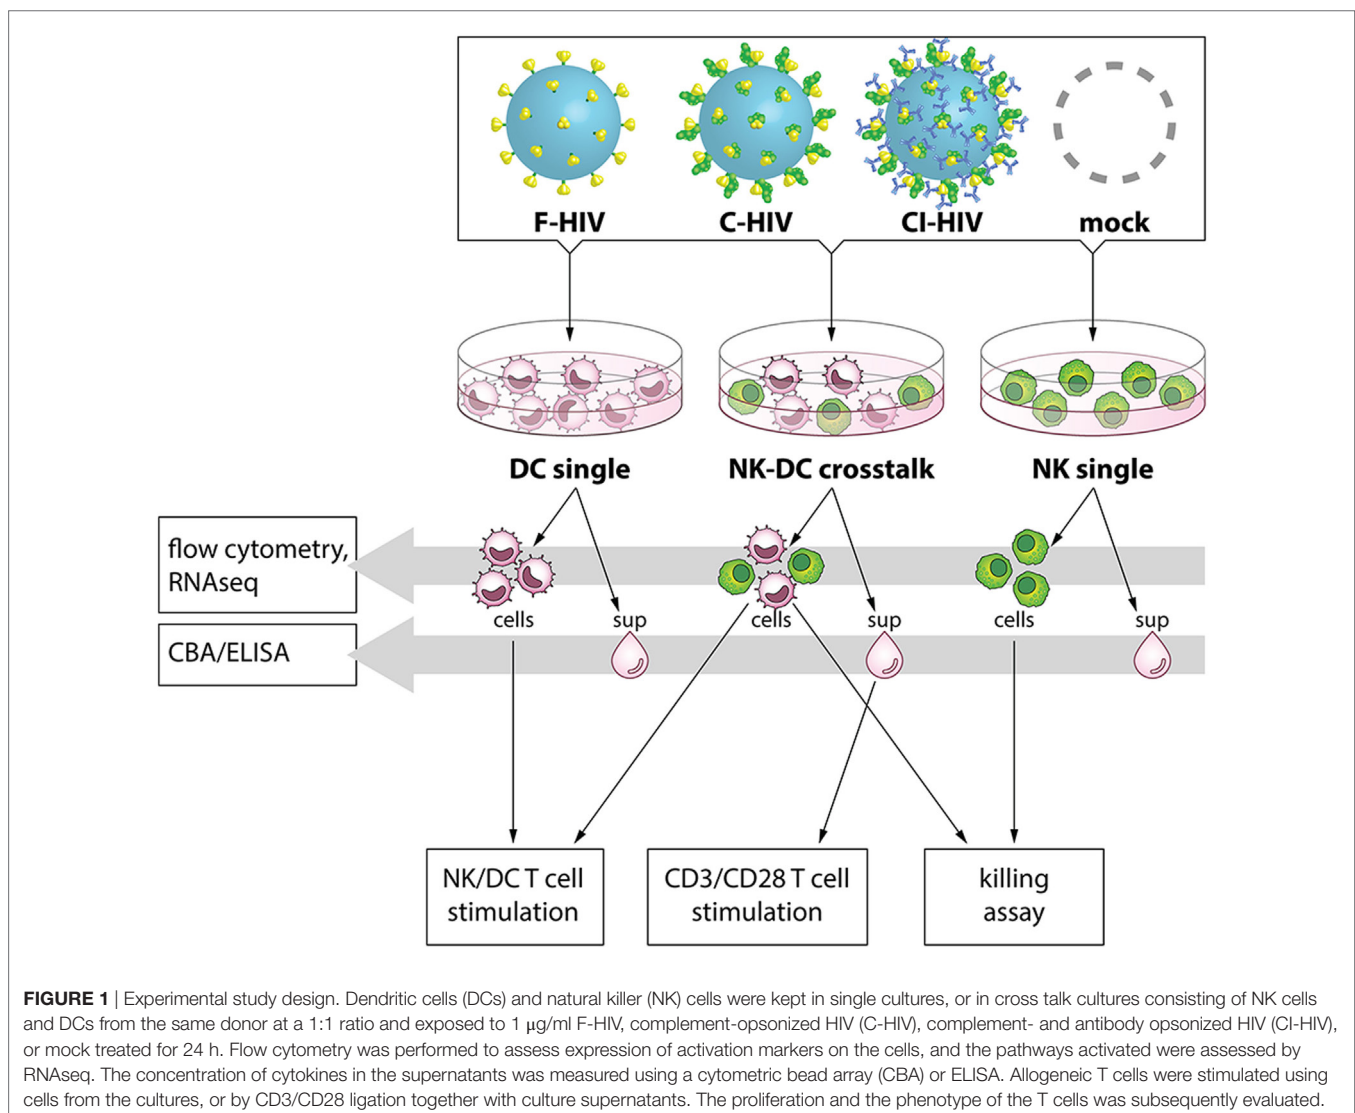 F-HIV C-HIV CI-HIV mock
DC single NK-DC crosstalk NK single
flow cytometry,
RNAseq
cells sup cells sup cells sup
CBA/ELISA
NK/DC T cell
stimulation
CD3/CD28 T cell
stimulation
killing
assay
FIGURE 1 | Experimental study design. Dendritic cells (DCs) and natural killer (NK) cells were kept in single cultures, or in cross talk cultures consisting of NK cells
and DCs from the same donor at a 1:1 ratio and exposed to 1 μg/ml F-HIV, complement-opsonized HIV (C-HIV), complement- and antibody opsonized HIV (CI-HIV),
or mock treated for 24 h. Flow cytometry was performed to assess expression of activation markers on the cells, and the pathways activated were assessed by
RNAseq. The concentration of cytokines in the supernatants was measured using a cytometric bead array (CBA) or ELISA. Allogeneic T cells were stimulated using
cells from the cultures, or by CD3/CD28 ligation together with culture supernatants. The proliferation and the phenotype of the T cells was subsequently evaluated.